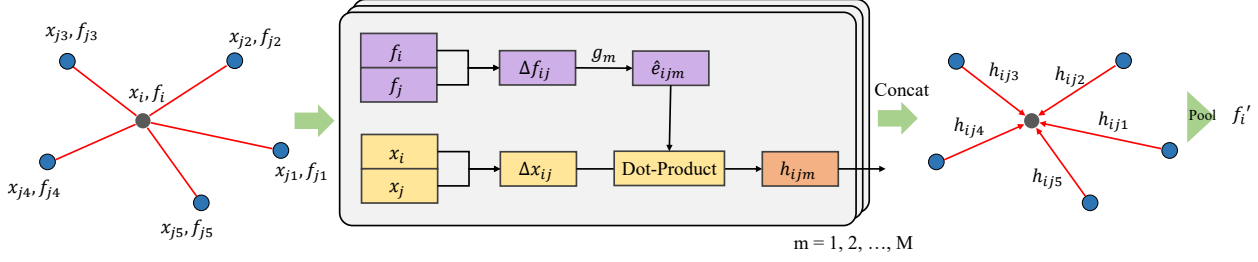 x_{j3}, f_{j3}
x_{j2}, f_{j2}
x_i, f_i
x_{j4}, f_{j4}
x_{j1}, f_{j1}
x_{j5}, f_{j5}
f_i
f_j
Δf_{ij}
g_m
ê_{ijm}
x_i
x_j
Δx_{ij}
Dot-Product
h_{ijm}
m = 1, 2, …, M
Concat
h_{ij3}
h_{ij2}
h_{ij4}
h_{ij1}
h_{ij5}
Pool
f_i′